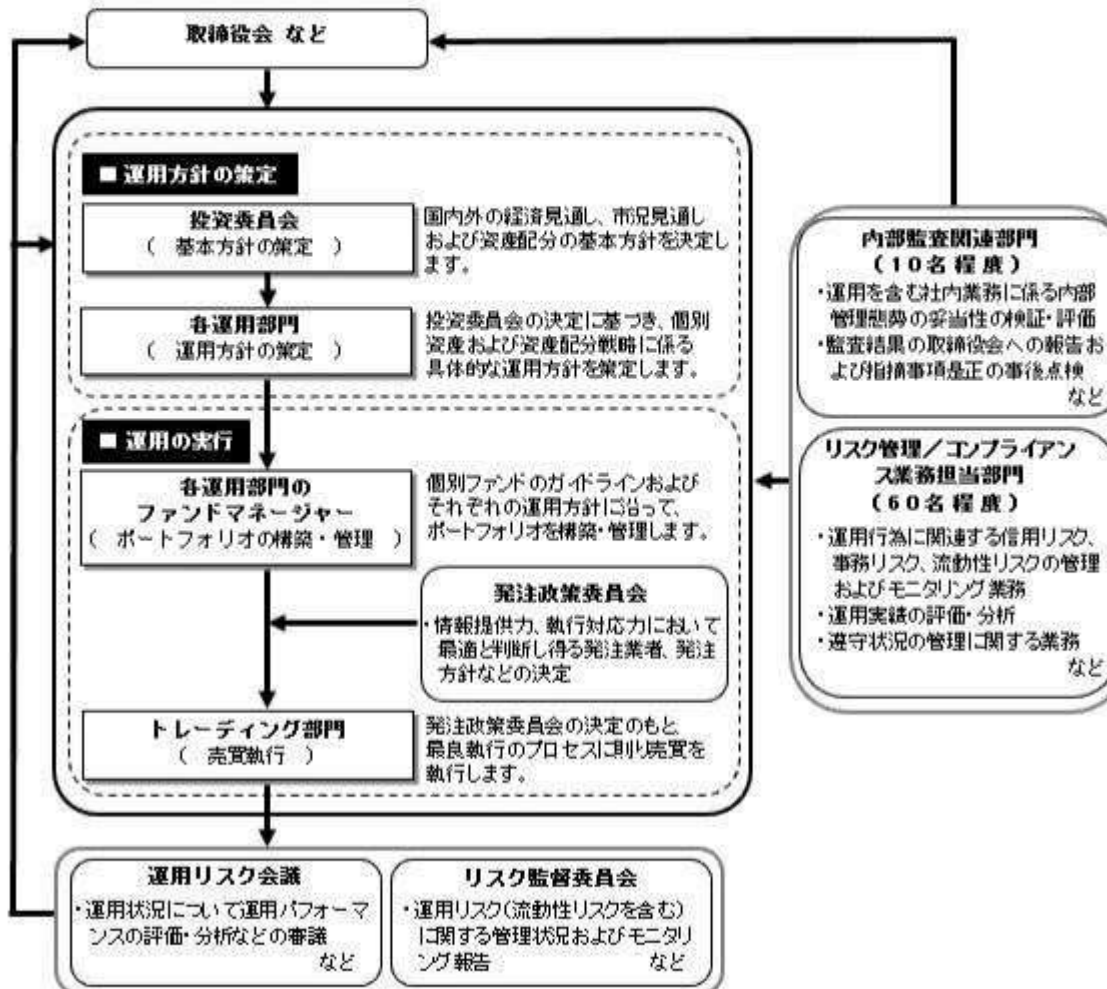 取締役会 など
■ 運用方針の策定
投資委員会
( 基本方針の策定 )
国内外の経済見通し、市況見通し
および資産配分の基本方針を決定し
ます。
各運用部門
( 運用方針の策定 )
投資委員会の決定に基づき、個別
資産および資産配分戦略に係る
具体的な運用方針を策定します。
■ 運用の実行
各運用部門の
ファンドマネージャー
( ポートフォリオの構築・管理 )
個別ファンドのガイドラインおよび
それぞれの運用方針に沿って、
ポートフォリオを構築・管理します。
発注政策委員会
・情報提供力、執行対応力において
最適と判断し得る発注業者、発注
方針などの決定
トレーディング部門
( 売買執行 )
発注政策委員会の決定のもと、
最良執行のプロセスに則り売買を
執行します。
内部監査関連部門
(10名程度)
・運用を含む社内業務に係る内部
管理態勢の妥当性の検証・評価
・監査結果の取締役会への報告お
よび指摘事項是正の事後点検
など
リスク管理/コンプライアン
ス業務担当部門
(60名程度)
・運用行為に関連する信用リスク、
事務リスク、流動性リスクの管理
およびモニタリング業務
・運用実績の評価・分析
・遵守状況の管理に関する業務
など
運用リスク会議
・運用状況について運用パフォーマ
ンスの評価・分析などの審議
など
リスク監督委員会
・運用リスク(流動性リスクを含む)
に関する管理状況およびモニタリ
ング報告 など